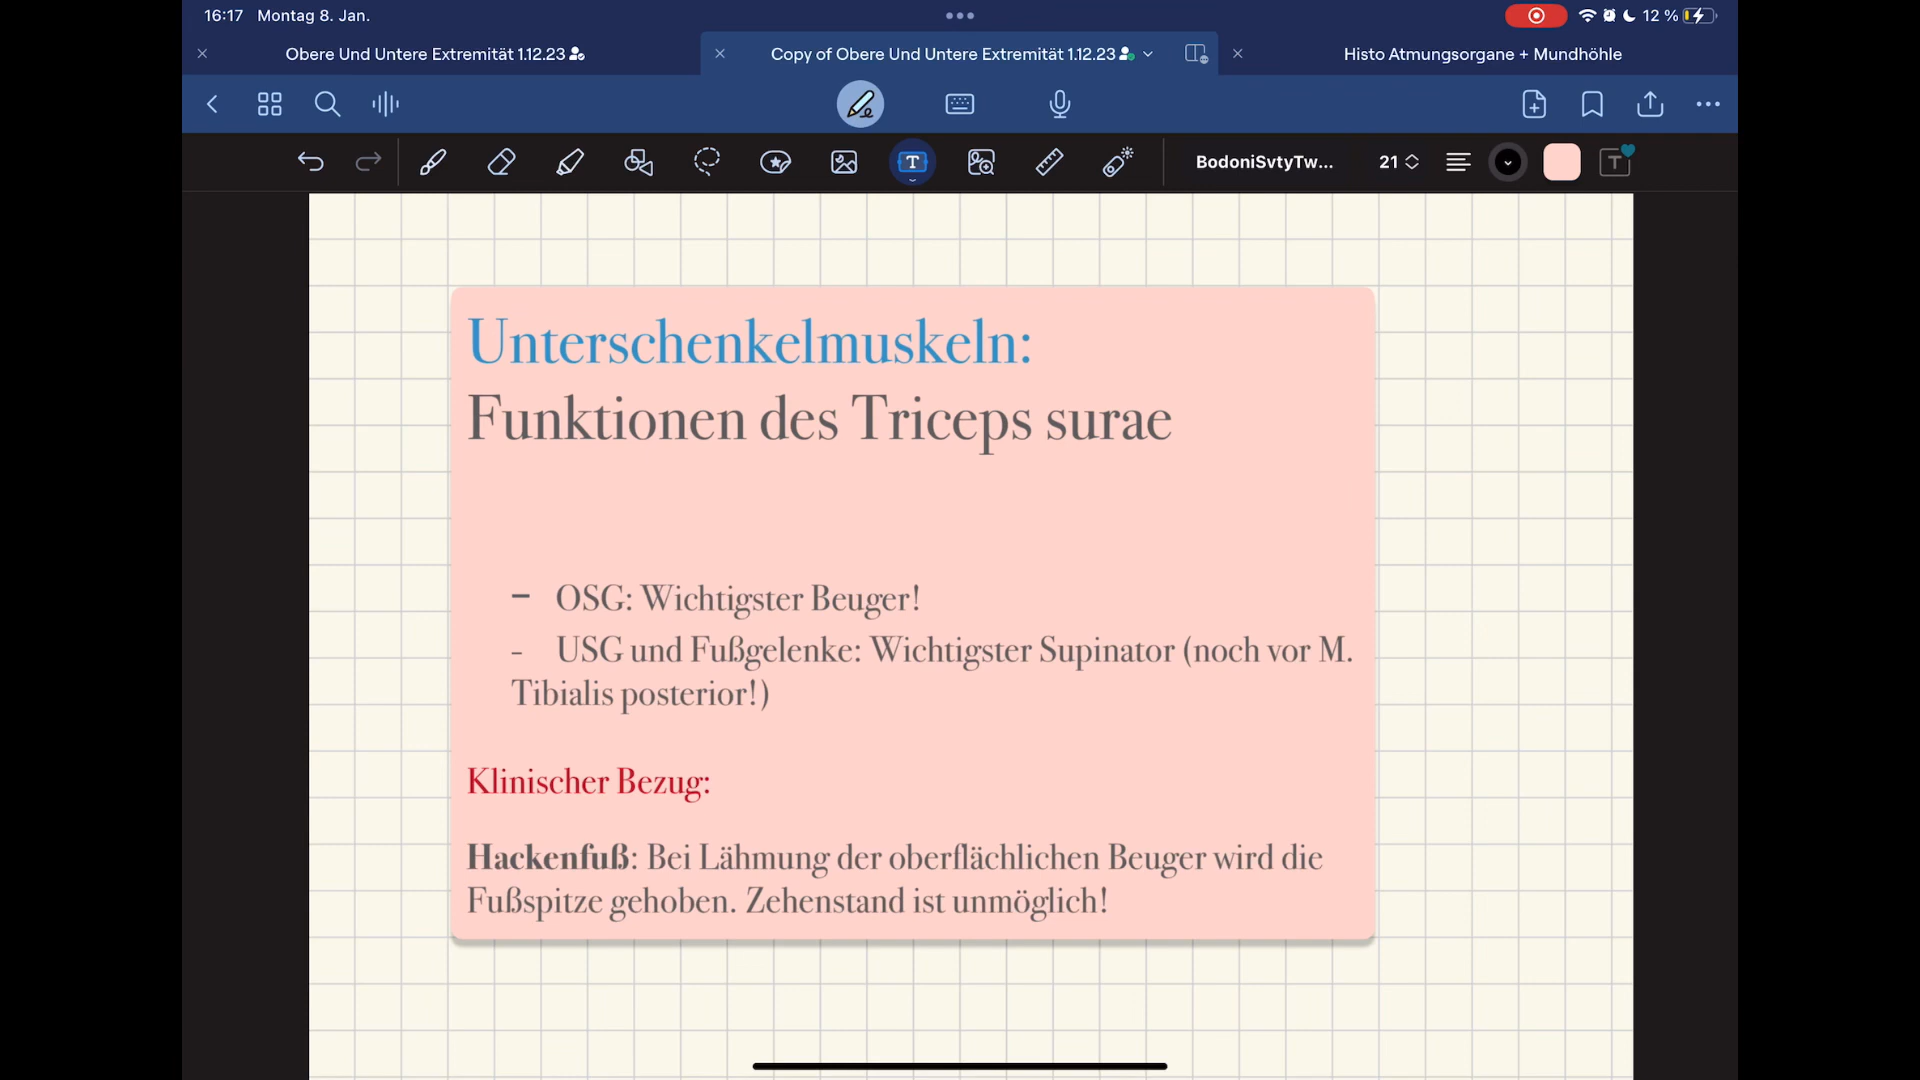 16:17 Montag 8. Jan.
12 %
Obere Und Untere Extremität 1.12.23
Copy of Obere Und Untere Extremität 1.12.23
Histo Atmungsorgane + Mundhöhle
BodoniSvtyTw...
21
Unterschenkelmuskeln:
Funktionen des Triceps surae
– OSG: Wichtigster Beuger!
- USG und Fußgelenke: Wichtigster Supinator (noch vor M.
Tibialis posterior!)
Klinischer Bezug:
Hackenfuß: Bei Lähmung der oberflächlichen Beuger wird die
Fußspitze gehoben. Zehenstand ist unmöglich!